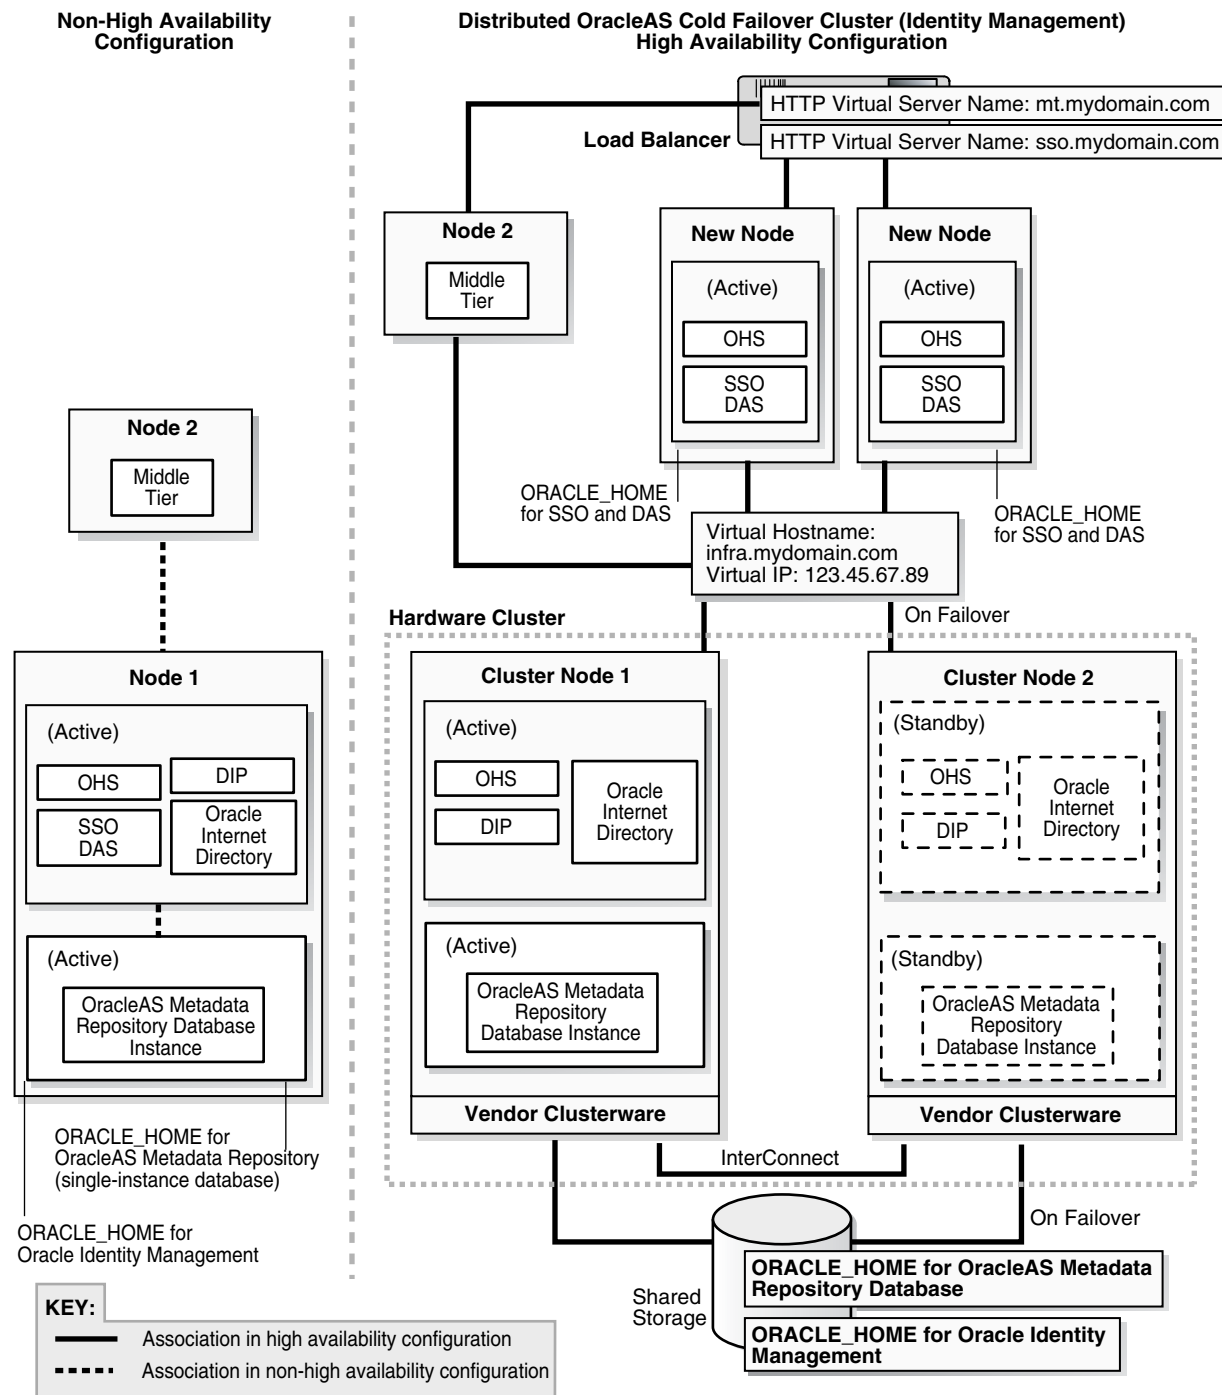 Non-High Availability
Configuration
Distributed OracleAS Cold Failover Cluster (Identity Management)
High Availability Configuration
HTTP Virtual Server Name: mt.mydomain.com
Load Balancer
HTTP Virtual Server Name: sso.mydomain.com
Node 2
Middle
Tier
New Node
(Active)
OHS
SSO
DAS
New Node
(Active)
OHS
SSO
DAS
ORACLE_HOME
for SSO and DAS
ORACLE_HOME
for SSO and DAS
Virtual Hostname:
infra.mydomain.com
Virtual IP: 123.45.67.89
Node 2
Middle
Tier
Node 1
(Active)
OHS
DIP
SSO
DAS
Oracle
Internet
Directory
(Active)
OracleAS Metadata
Repository Database
Instance
ORACLE_HOME for
OracleAS Metadata Repository
(single-instance database)
ORACLE_HOME for
Oracle Identity Management
Hardware Cluster
On Failover
Cluster Node 1
(Active)
OHS
DIP
Oracle
Internet
Directory
(Active)
OracleAS Metadata
Repository
Database Instance
Vendor Clusterware
Cluster Node 2
(Standby)
OHS
DIP
Oracle
Internet
Directory
(Standby)
OracleAS Metadata
Repository
Database Instance
Vendor Clusterware
InterConnect
On Failover
Shared
Storage
ORACLE_HOME for OracleAS Metadata
Repository Database
ORACLE_HOME for Oracle Identity
Management
KEY:
Association in high availability configuration
Association in non-high availability configuration